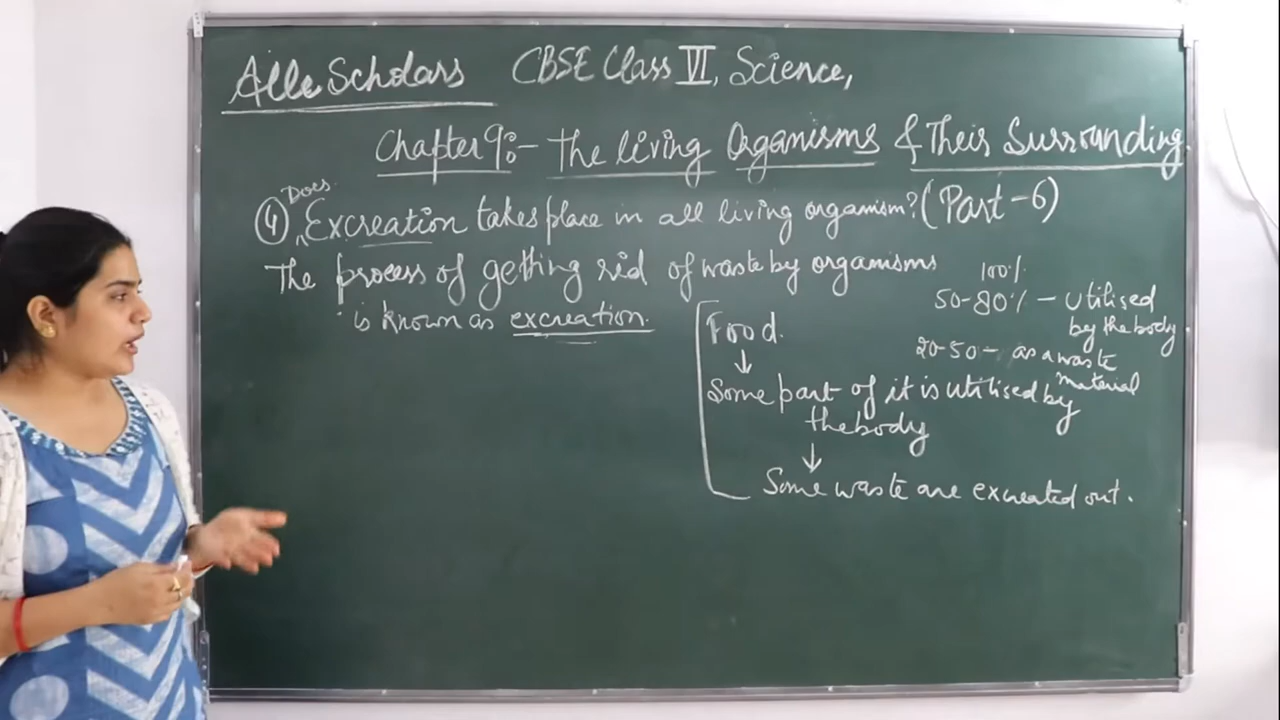 Alle Scholars CBSE Class VI, Science,
Chapter 9:- The living Organisms & Their Surrounding.
Does
④ Excreation takes place in all living organism? (Part-6)
The process of getting rid of waste by organisms
is known as excreation.
100%
50-80% - Utilised
by the body
20-50 - as a waste
material
Food.
↓
Some part of it is utilised by
the body
↓
Some waste are excreated out.